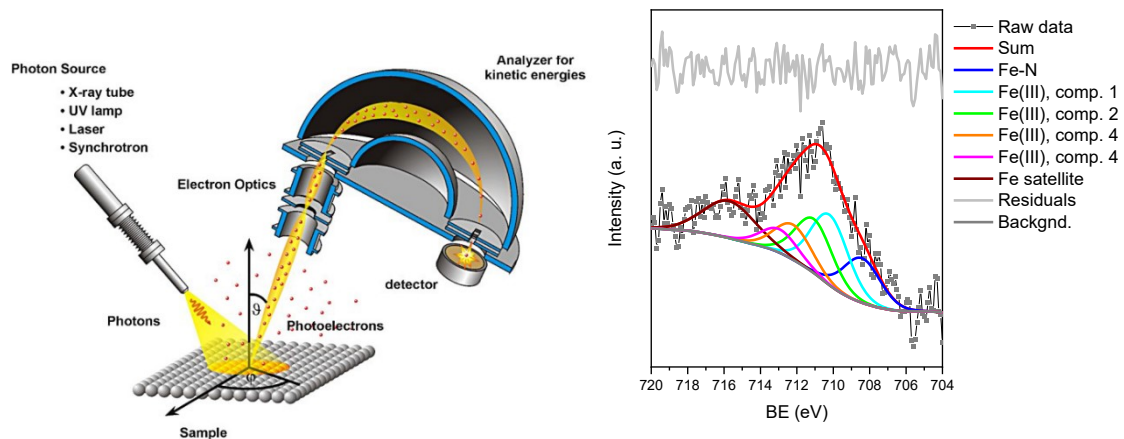 Photon Source
• X-ray tube
• UV lamp
• Laser
• Synchrotron
Analyzer for
kinetic energies
Electron Optics
detector
ϑ
Photons
Photoelectrons
φ
Sample
Raw data
Sum
Fe-N
Fe(III), comp. 1
Fe(III), comp. 2
Fe(III), comp. 4
Fe(III), comp. 4
Fe satellite
Residuals
Backgnd.
Intensity (a. u.)
720 718 716 714 712 710 708 706 704
BE (eV)